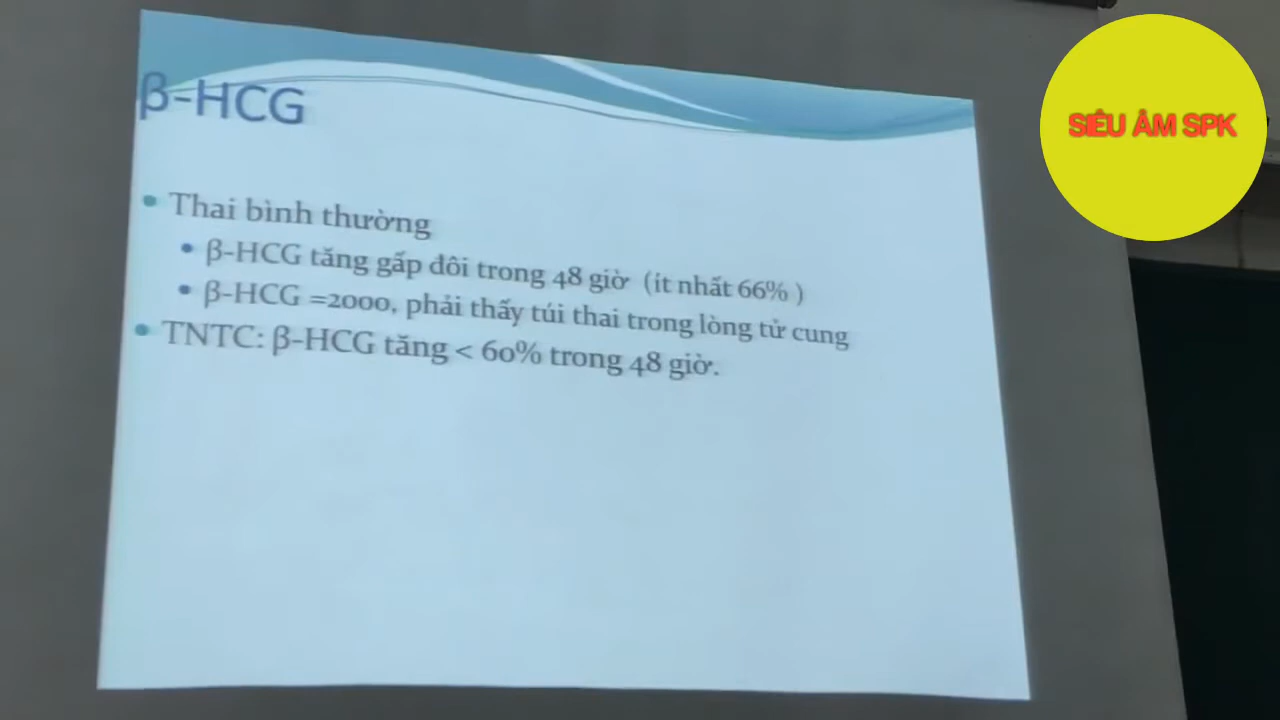 β-HCG
SIÊU ÂM SPK
• Thai bình thường
• β-HCG tăng gấp đôi trong 48 giờ (ít nhất 66% )
• β-HCG =2000, phải thấy túi thai trong lòng tử cung
• TNTC: β-HCG tăng < 60% trong 48 giờ.